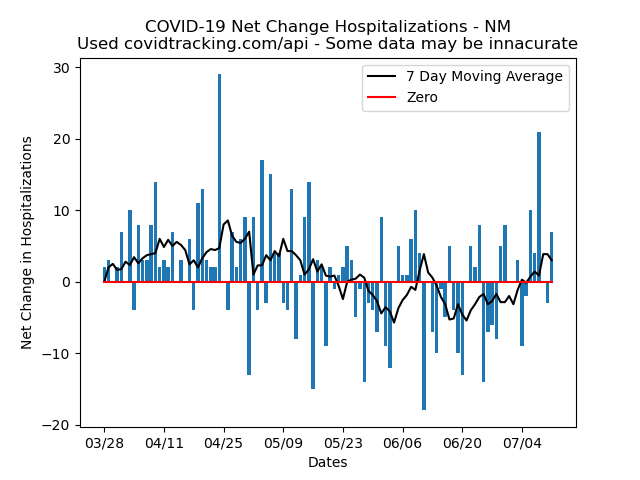 COVID-19 Net Change Hospitalizations - NM
Used covidtracking.com/api - Some data may be innacurate
7 Day Moving Average
Zero
Net Change in Hospitalizations
30
20
10
0
−10
−20
03/28 04/11 04/25 05/09 05/23 06/06 06/20 07/04
Dates